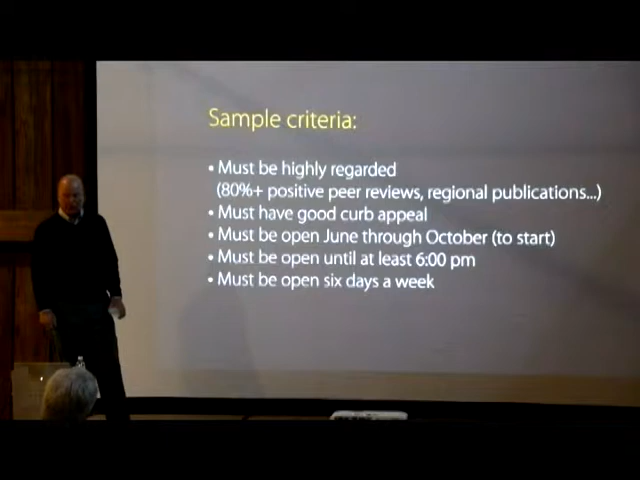 Sample criteria:
• Must be highly regarded
(80%+ positive peer reviews, regional publications...)
• Must have good curb appeal
• Must be open June through October (to start)
• Must be open until at least 6:00 pm
• Must be open six days a week